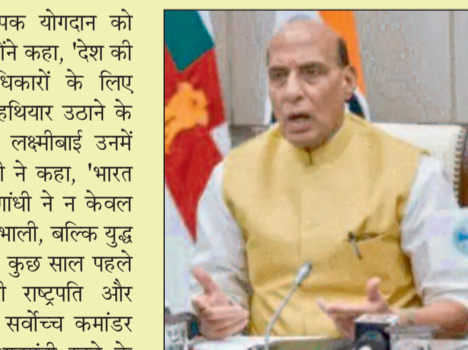 पक योगदान को
ोंने कहा, 'देश की
धिकारों के लिए
हथियार उठाने के
लक्ष्मीबाई उनमें
ी ने कहा, 'भारत
गांधी ने न केवल
भाली, बल्कि युद्ध
कुछ साल पहले
ी राष्ट्रपति और
सर्वोच्च कमांडर